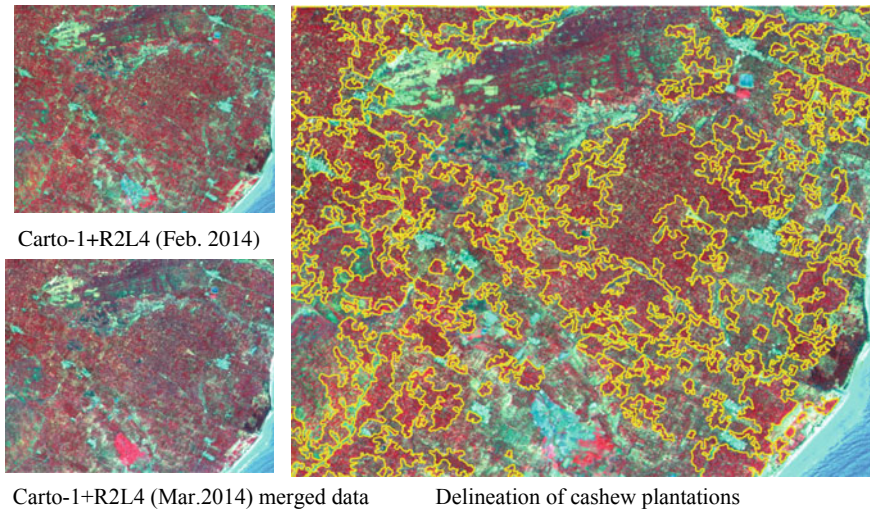 Carto-1+R2L4 (Feb. 2014)
Carto-1+R2L4 (Mar.2014) merged data
Delineation of cashew plantations